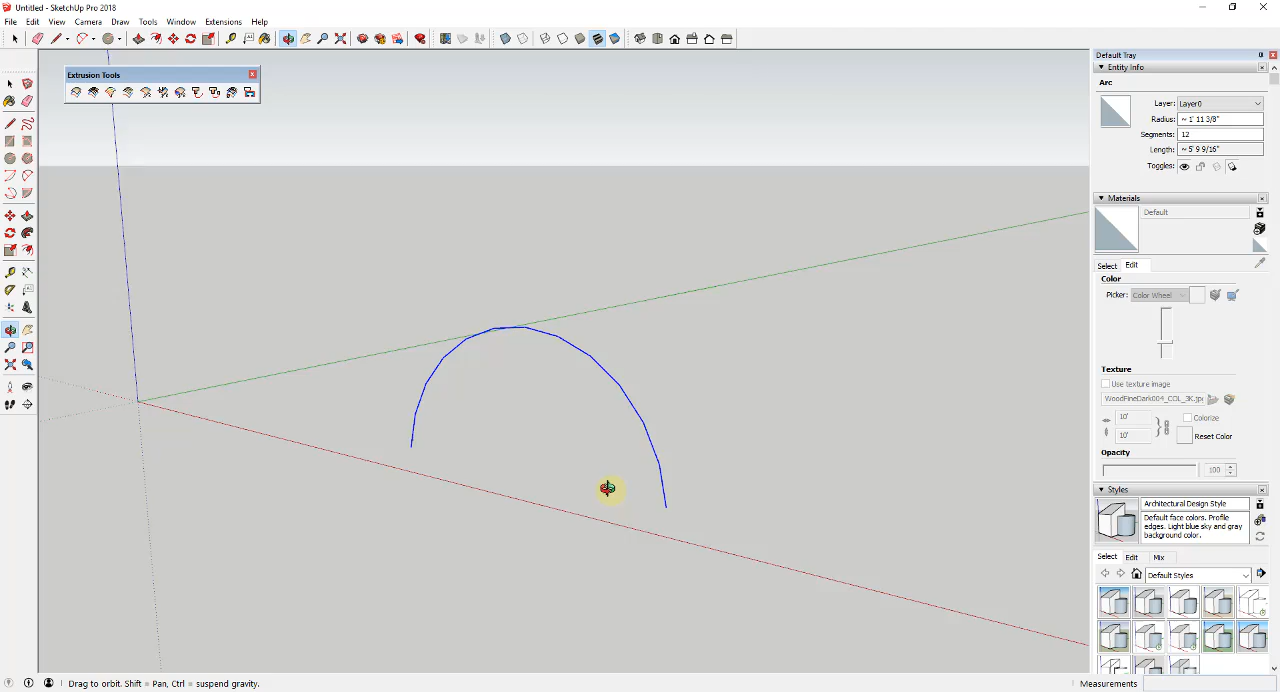 Untitled - SketchUp Pro 2018
File Edit View Camera Draw Tools Window Extensions Help
Extrusion Tools
Default Tray
Entity Info
Arc
Layer: Layer0
Radius: ~ 1' 11 3/8"
Segments: 12
Length: ~ 5' 9 9/16"
Toggles:
Materials
Default
Select Edit
Color
Picker: Color Wheel
Texture
Use texture image
WoodFineDark004_COL_3K.jp
10' Colorize
10' Reset Color
Opacity
100
Styles
Architectural Design Style
Default face colors. Profile
edges. Light blue sky and gray
background color.
Select Edit Mix
Default Styles
Drag to orbit. Shift = Pan, Ctrl = suspend gravity.
Measurements